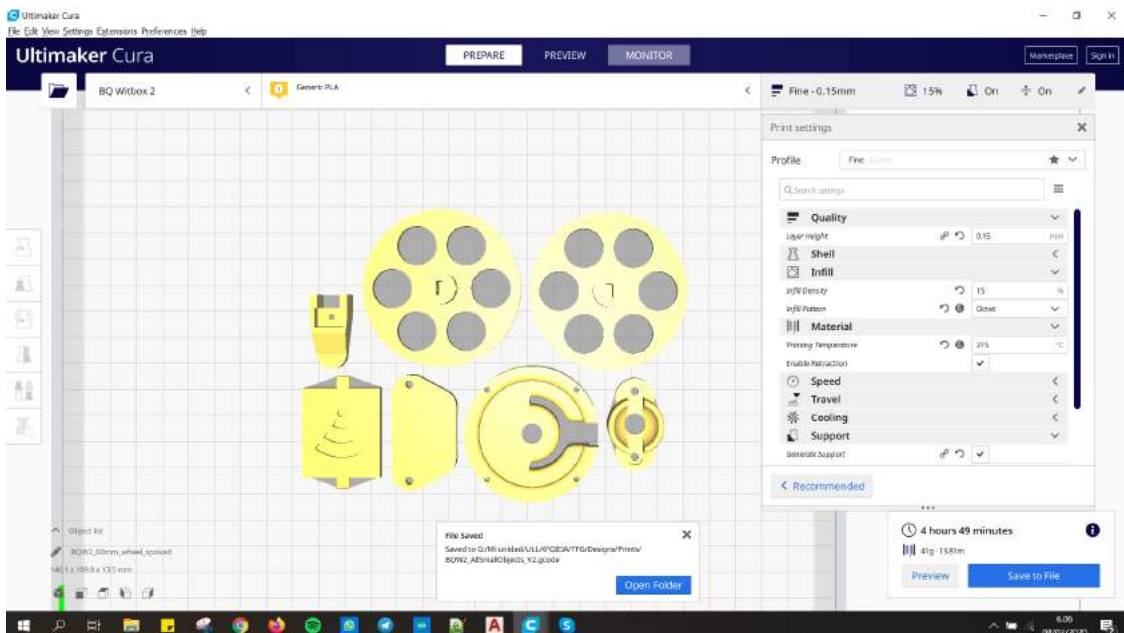 Ultimaker Cura
File Edit View Settings Extensions Preferences Help
Ultimaker Cura
PREPARE
PREVIEW
MONITOR
Marketplace
Sign in
BQ Witbox 2
Generic PLA
Fine - 0.15mm
15%
On
On
Print settings
Profile
Fine
Search settings
Quality
Layer Height
0.15
mm
Shell
Infill
Infill Density
15
%
Infill Pattern
Octet
Material
Printing Temperature
215
°C
Enable Retraction
Speed
Travel
Cooling
Support
Generate Support
Recommended
Object list
BQW2_60mm_wheel_spoked
File Saved
Saved to G:/Mi unidad/ULL/4ºGIEIA/TFG/Designs/Prints/
BQW2_AllSmallObjects_V2.gcode
Open Folder
4 hours 49 minutes
41g · 13.81m
Preview
Save to File
6:06